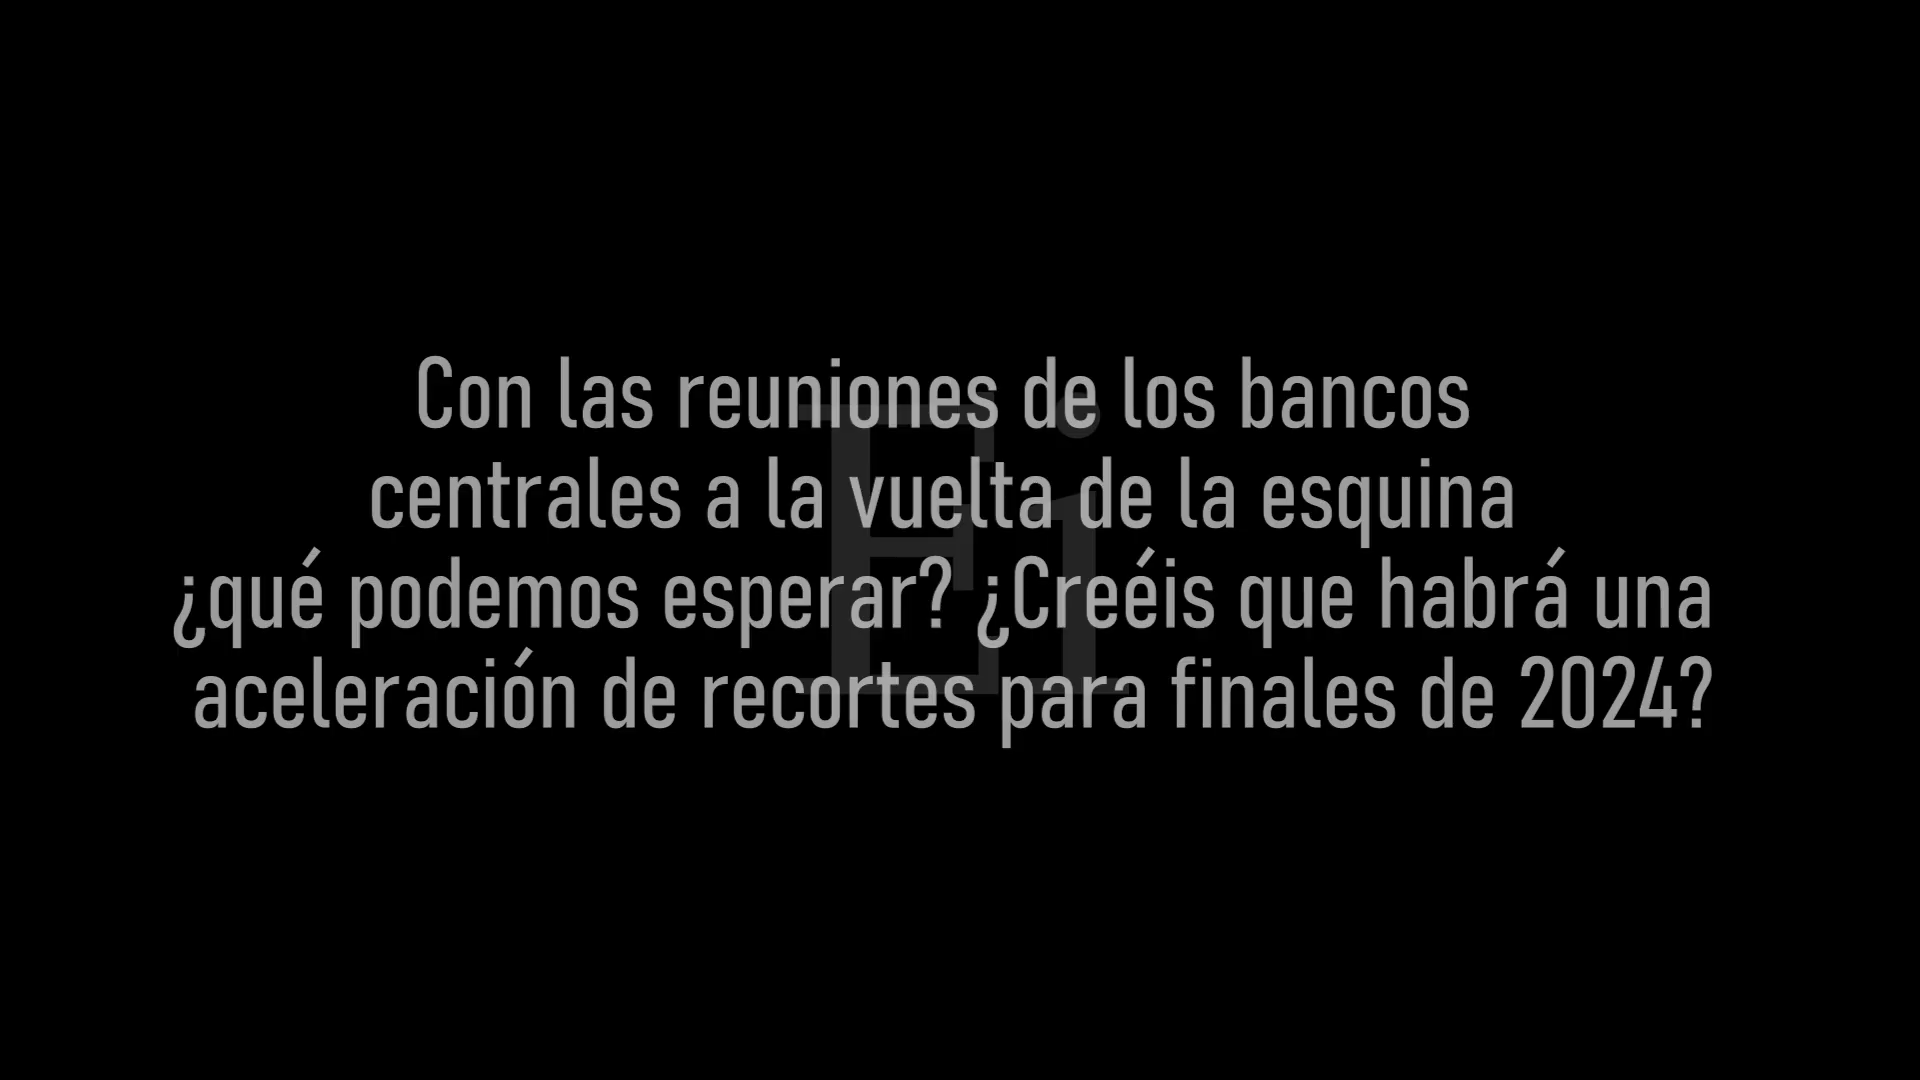 Con las reuniones de los bancos
centrales a la vuelta de la esquina
¿qué podemos esperar? ¿Creéis que habrá una
aceleración de recortes para finales de 2024?
Ei